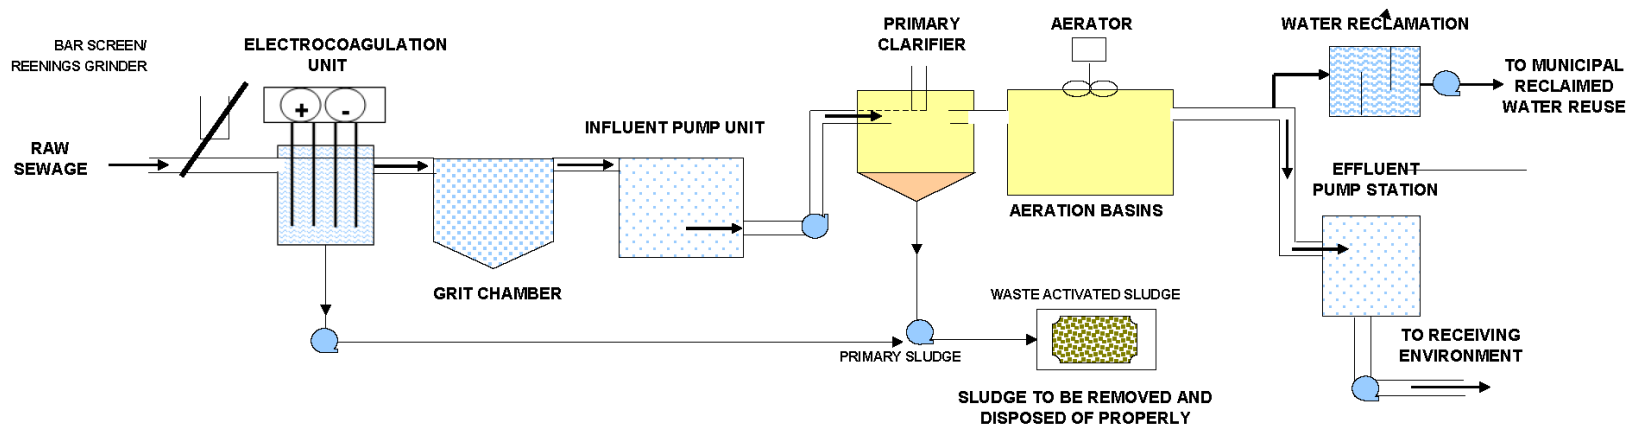 BAR SCREEN/
REENINGS GRINDER
RAW
SEWAGE
ELECTROCOAGULATION
UNIT
+ -
GRIT CHAMBER
INFLUENT PUMP UNIT
PRIMARY
CLARIFIER
AERATOR
AERATION BASINS
WATER RECLAMATION
TO MUNICIPAL
RECLAIMED
WATER REUSE
EFFLUENT
PUMP STATION
TO RECEIVING
ENVIRONMENT
WASTE ACTIVATED SLUDGE
PRIMARY SLUDGE
SLUDGE TO BE REMOVED AND
DISPOSED OF PROPERLY